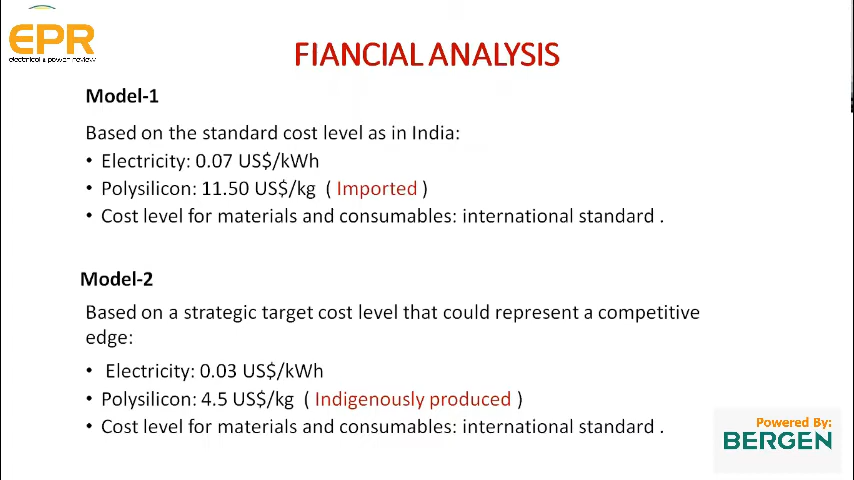 EPR
electrical & power review
FIANCIAL ANALYSIS
Model-1
Based on the standard cost level as in India:
• Electricity: 0.07 US$/kWh
• Polysilicon: 11.50 US$/kg ( Imported )
• Cost level for materials and consumables: international standard .
Model-2
Based on a strategic target cost level that could represent a competitive
edge:
• Electricity: 0.03 US$/kWh
• Polysilicon: 4.5 US$/kg ( Indigenously produced )
• Cost level for materials and consumables: international standard .
Powered By:
BERGEN